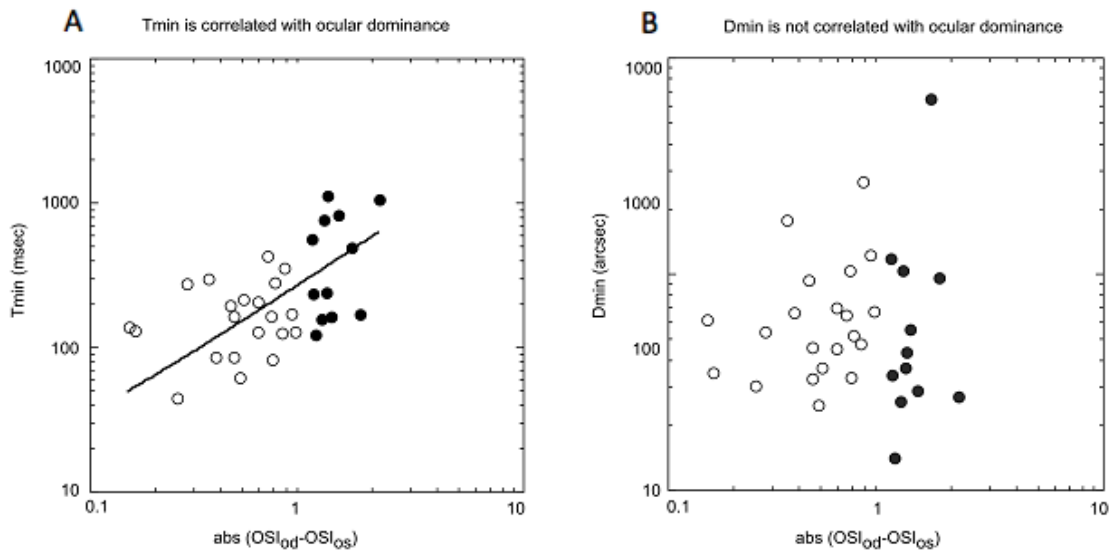 A Tmin is correlated with ocular dominance
1000
1000
100
10
Tmin (msec)
0.1 1 10
abs (OSIod-OSIos)
B Dmin is not correlated with ocular dominance
1000
1000
100
10
Dmin (arcsec)
0.1 1 10
abs (OSIod-OSIos)